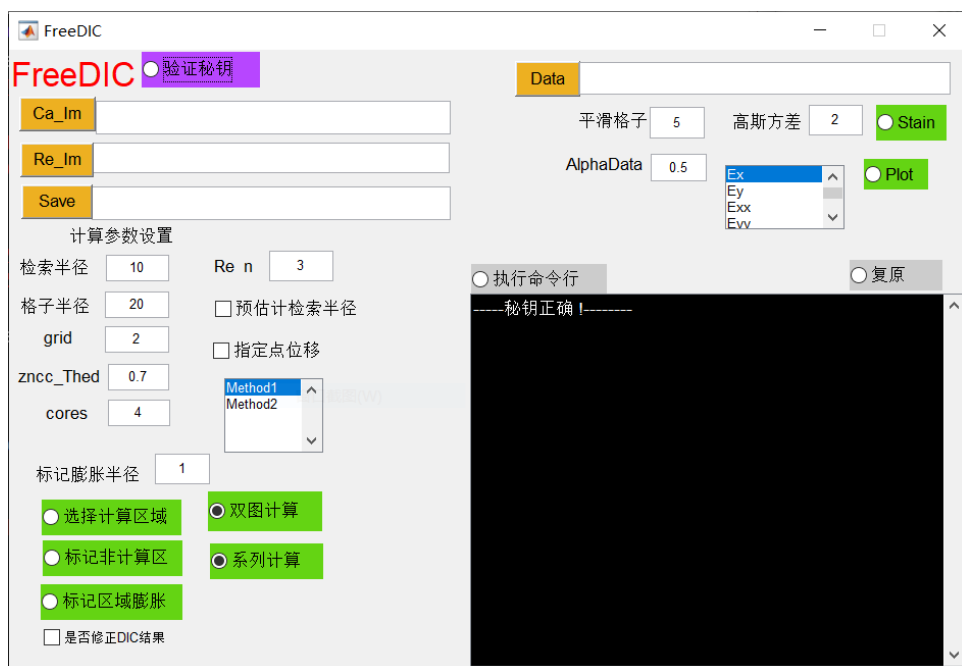 FreeDIC
FreeDIC
验证秘钥
Data
Ca_Im
平滑格子
5
高斯方差
2
Stain
Re_Im
AlphaData
0.5
Ex
Ey
Exx
Eyy
Plot
Save
计算参数设置
检索半径
10
Re n
3
执行命令行
复原
格子半径
20
预估计检索半径
-----秘钥正确！--------
grid
2
指定点位移
zncc_Thed
0.7
Method1
Method2
cores
4
标记膨胀半径
1
选择计算区域
双图计算
标记非计算区
系列计算
标记区域膨胀
是否修正DIC结果